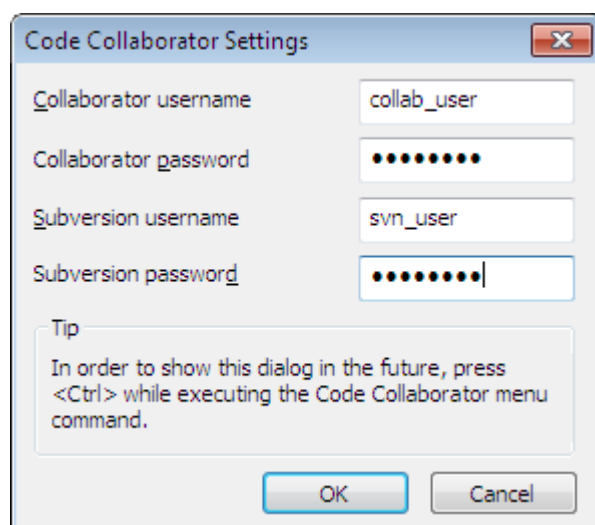 Code Collaborator Settings
Collaborator username collab_user
Collaborator password ••••••••
Subversion username svn_user
Subversion password ••••••••
Tip
In order to show this dialog in the future, press
<Ctrl> while executing the Code Collaborator menu
command.
OK Cancel